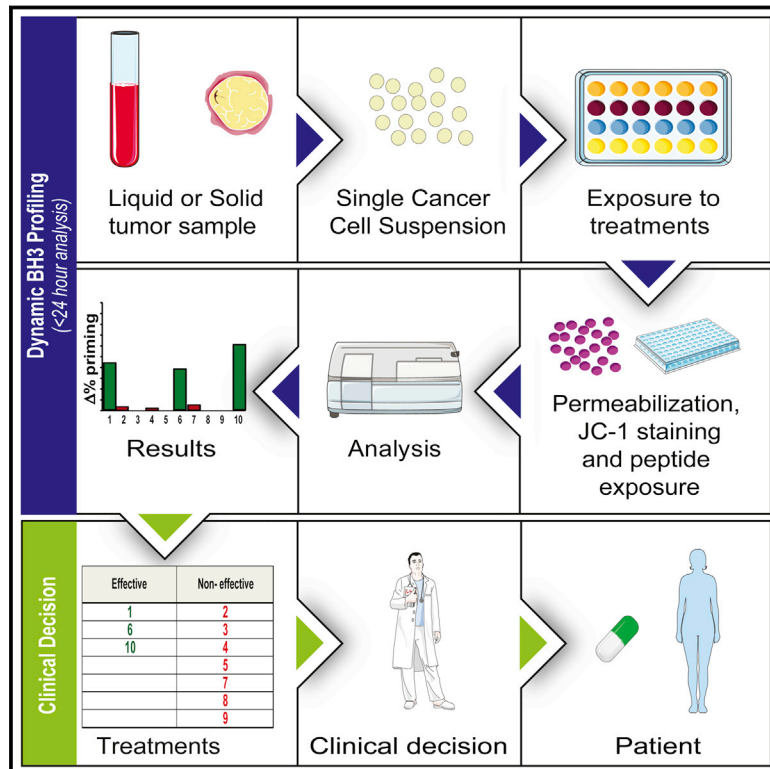 Dynamic BH3 Profiling
(<24 hour analysis)
Liquid or Solid
tumor sample
Single Cancer
Cell Suspension
Exposure to
treatments
Permeabilization,
JC-1 staining
and peptide
exposure
Analysis
Δ% priming
1 2 3 4 5 6 7 8 9 10
Results
Clinical Decision
Effective Non- effective
1 2
6 3
10 4
5
7
8
9
Treatments
Clinical decision
Patient